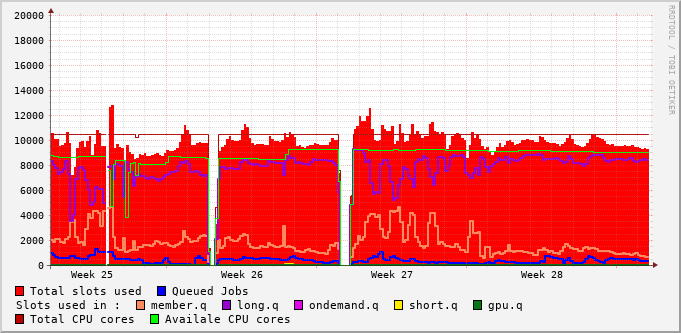 RRDTOOL / TOBI OETIKER
20000
18000
16000
14000
12000
10000
8000
6000
4000
2000
0
Week 25 Week 26 Week 27 Week 28
Total slots used Queued Jobs
Slots used in : member.q long.q ondemand.q short.q gpu.q
Total CPU cores Availale CPU cores